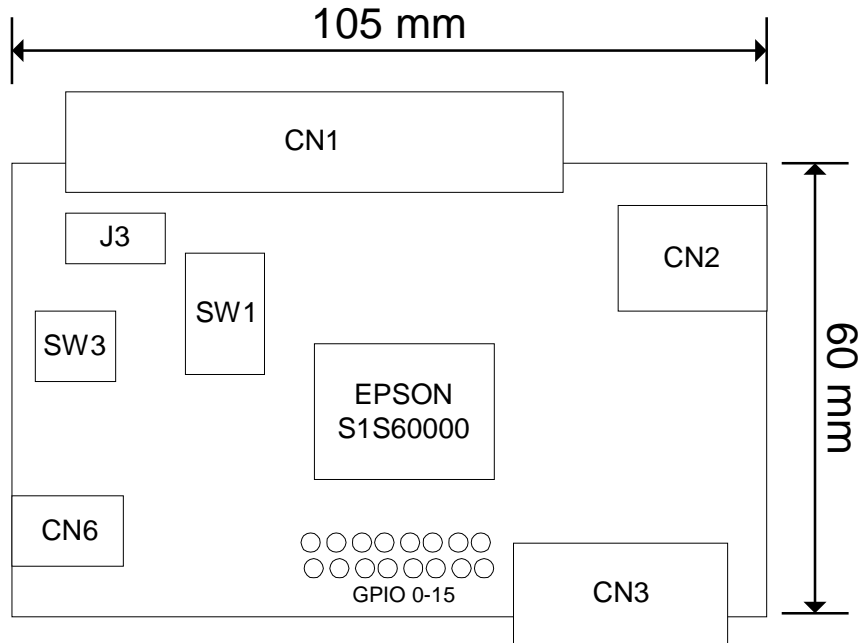 105 mm
CN1
J3
CN2
SW1
SW3
60 mm
EPSON
S1S60000
CN6
GPIO 0-15
CN3